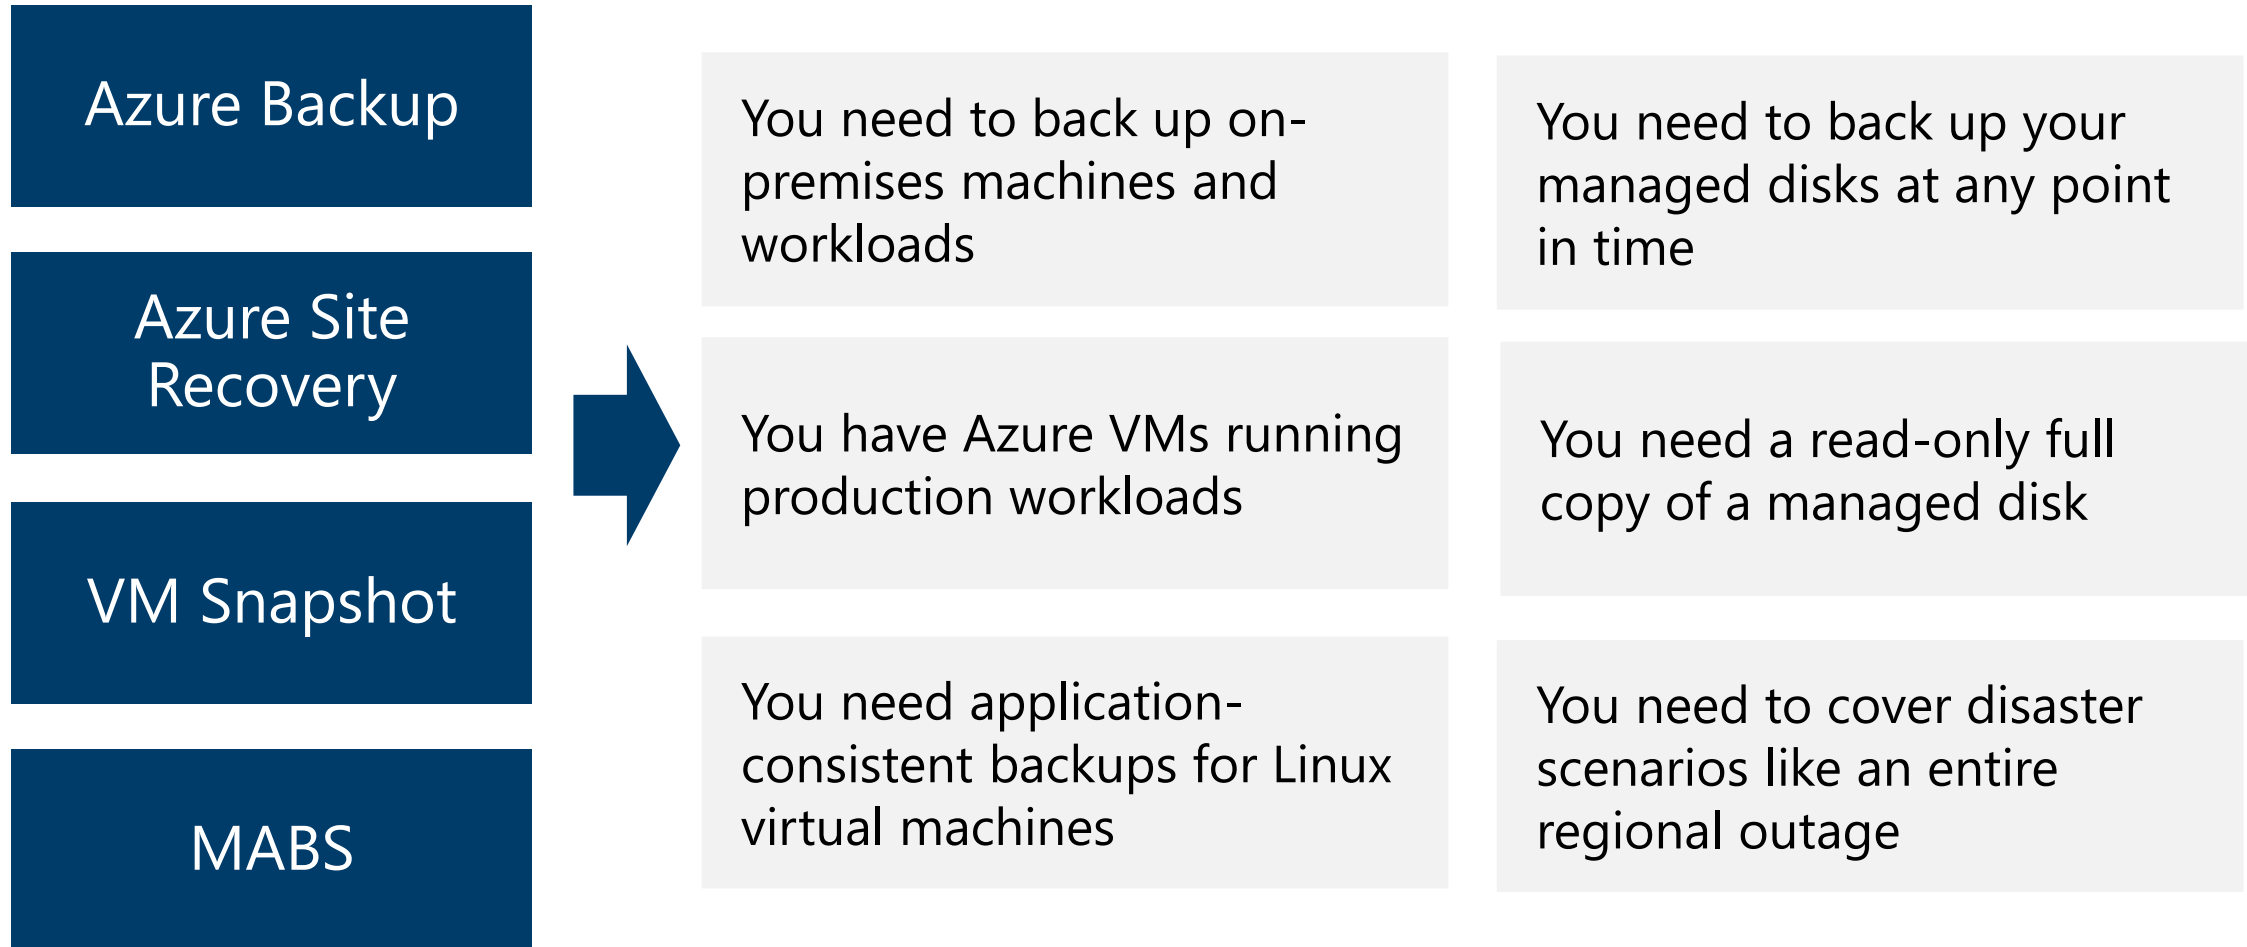 Azure Backup
Azure Site
Recovery
VM Snapshot
MABS
You need to back up on-
premises machines and
workloads
You have Azure VMs running
production workloads
You need application-
consistent backups for Linux
virtual machines
You need to back up your
managed disks at any point
in time
You need a read-only full
copy of a managed disk
You need to cover disaster
scenarios like an entire
regional outage